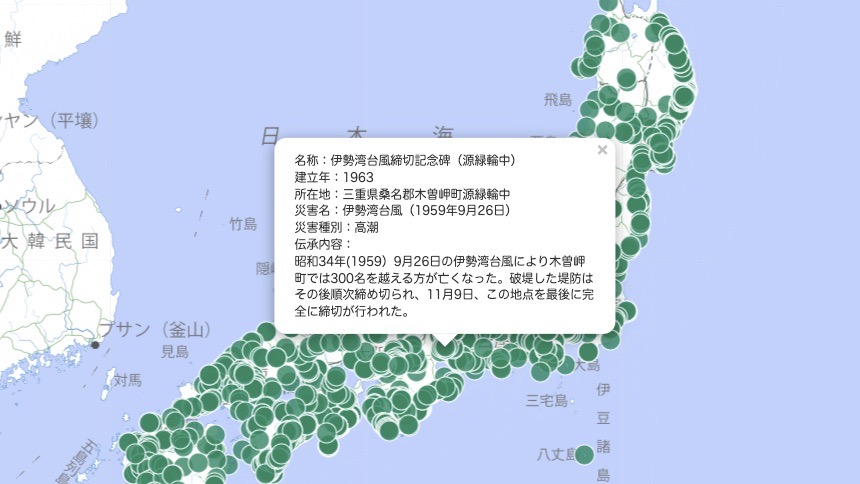 鮮
ンヤン（平壌）
ソウル
大韓民国
プサン（釜山）
見島
対馬
五島列島
竹島
日本海
飛島
×
名称：伊勢湾台風締切記念碑（源緑輪中）
建立年：1963
所在地：三重県桑名郡木曽岬町源緑輪中
災害名：伊勢湾台風（1959年9月26日）
災害種別：高潮
伝承内容：
昭和34年(1959）9月26日の伊勢湾台風により木曽岬
町では300名を越える方が亡くなった。破堤した堤防は
その後順次締め切られ、11月9日、この地点を最後に完
全に締切が行われた。
大島
三宅島
伊豆諸島
八丈島